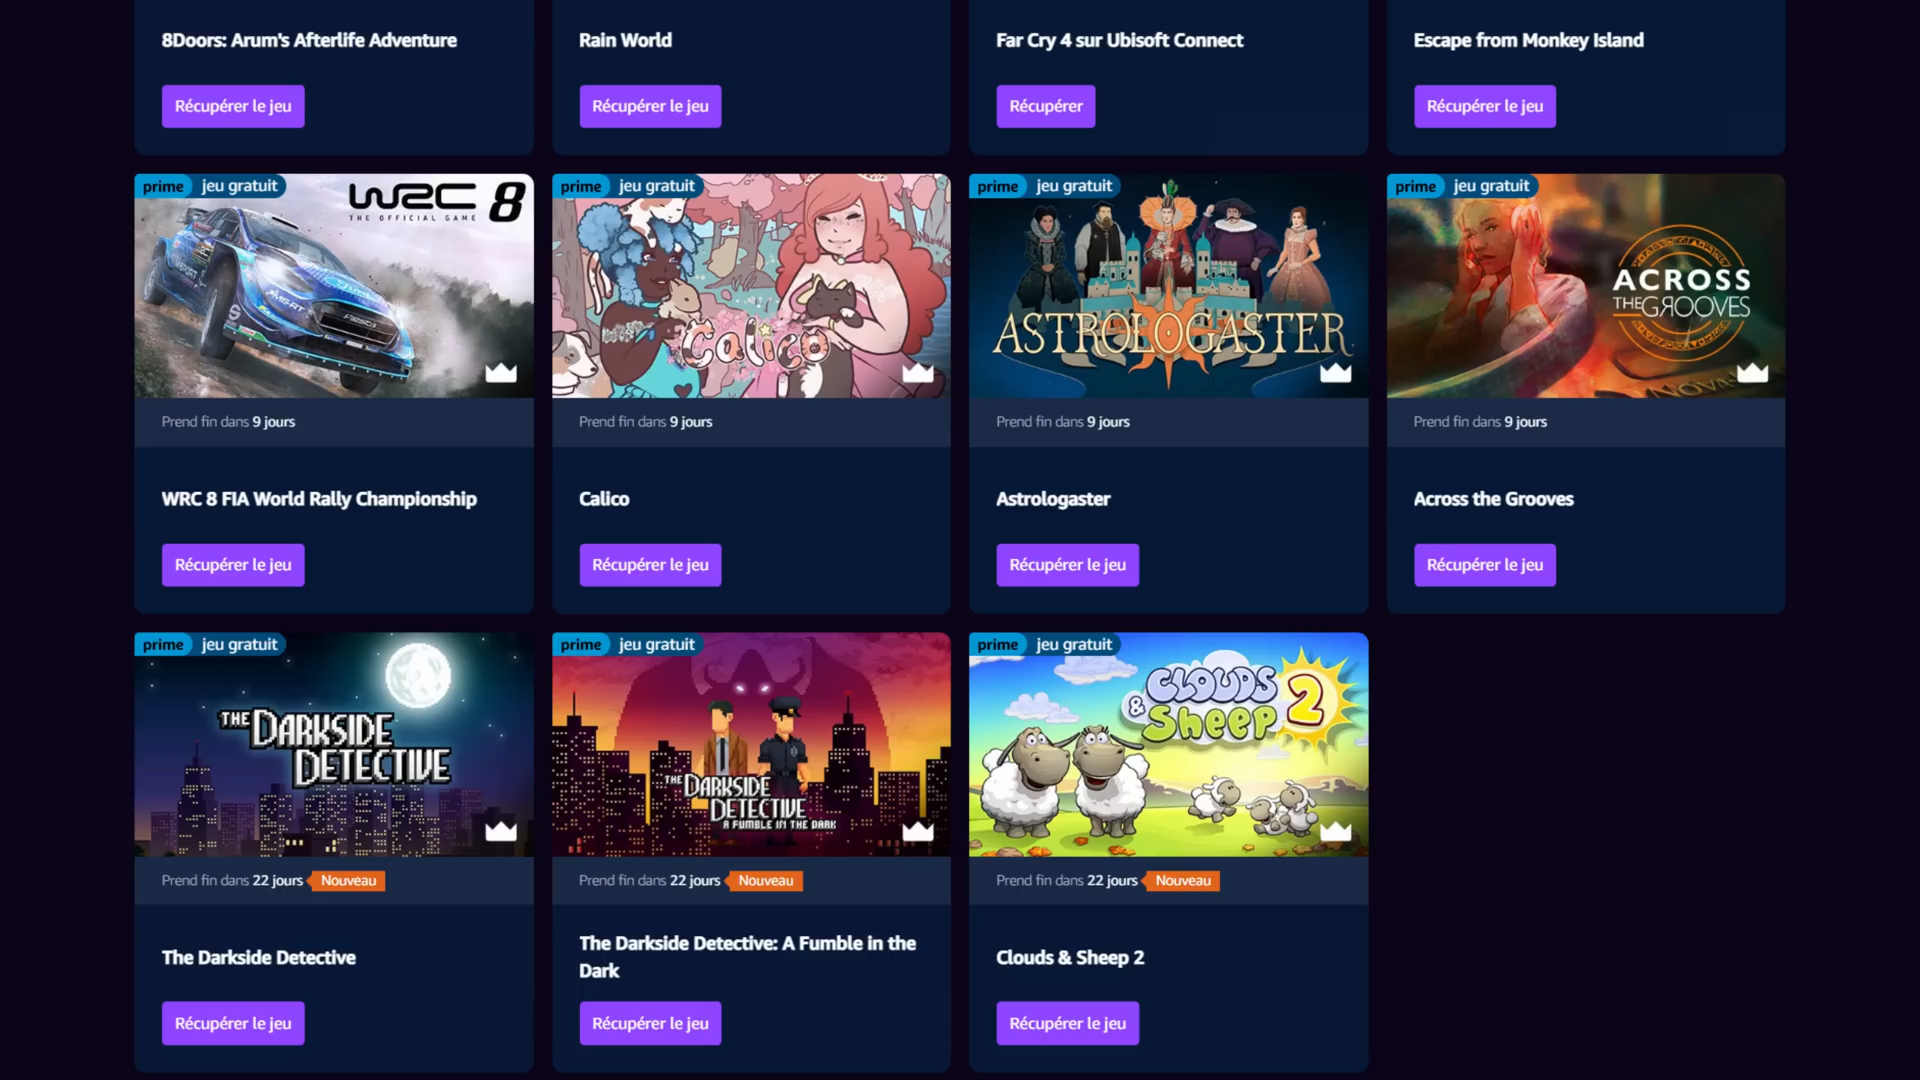 8Doors: Arum's Afterlife Adventure
Rain World
Far Cry 4 sur Ubisoft Connect
Escape from Monkey Island
Récupérer le jeu
Récupérer le jeu
Récupérer
Récupérer le jeu
prime jeu gratuit
WRC 8
THE OFFICIAL GAME
prime jeu gratuit
calico
prime jeu gratuit
ASTROLOGASTER
prime jeu gratuit
ACROSS
THE GROOVES
Prend fin dans 9 jours
Prend fin dans 9 jours
Prend fin dans 9 jours
Prend fin dans 9 jours
WRC 8 FIA World Rally Championship
Calico
Astrologaster
Across the Grooves
Récupérer le jeu
Récupérer le jeu
Récupérer le jeu
Récupérer le jeu
prime jeu gratuit
THE DARKSIDE
DETECTIVE
prime jeu gratuit
THE DARKSIDE
DETECTIVE
A FUMBLE IN THE DARK
prime jeu gratuit
CLOUDS
& Sheep 2
Prend fin dans 22 jours Nouveau
Prend fin dans 22 jours Nouveau
Prend fin dans 22 jours Nouveau
The Darkside Detective
The Darkside Detective: A Fumble in the
Dark
Clouds & Sheep 2
Récupérer le jeu
Récupérer le jeu
Récupérer le jeu